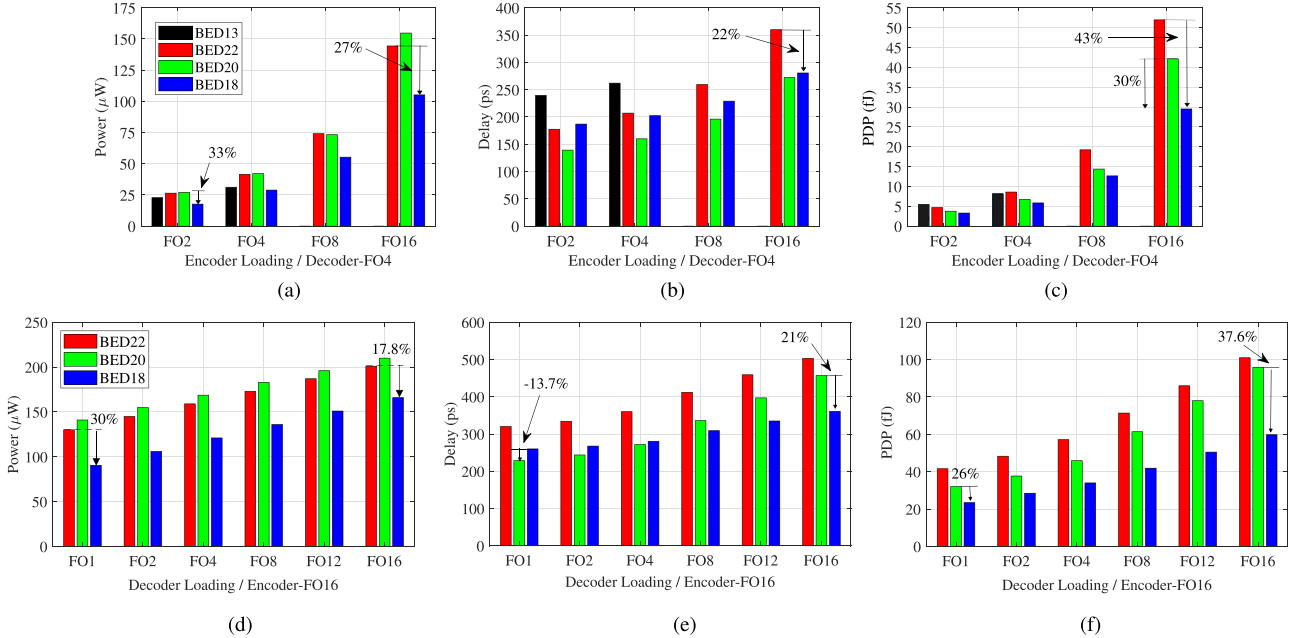 175
150
125
100
75
50
25
0
Power (μW)
BED13
BED22
BED20
BED18
27%
33%
FO2 FO4 FO8 FO16
Encoder Loading / Decoder-FO4
(a)
400
350
300
250
200
150
100
50
0
Delay (ps)
22%
FO2 FO4 FO8 FO16
Encoder Loading / Decoder-FO4
(b)
55
50
45
40
35
30
25
20
15
10
5
0
PDP (fJ)
43%
30%
FO2 FO4 FO8 FO16
Encoder Loading / Decoder-FO4
(c)
250
200
150
100
50
0
Power (μW)
BED22
BED20
BED18
17.8%
30%
FO1 FO2 FO4 FO8 FO12 FO16
Decoder Loading / Encoder-FO16
(d)
600
500
400
300
200
100
0
Delay (ps)
21%
-13.7%
FO1 FO2 FO4 FO8 FO12 FO16
Decoder Loading / Encoder-FO16
(e)
120
100
80
60
40
20
0
PDP (fJ)
37.6%
26%
FO1 FO2 FO4 FO8 FO12 FO16
Decoder Loading / Encoder-FO16
(f)